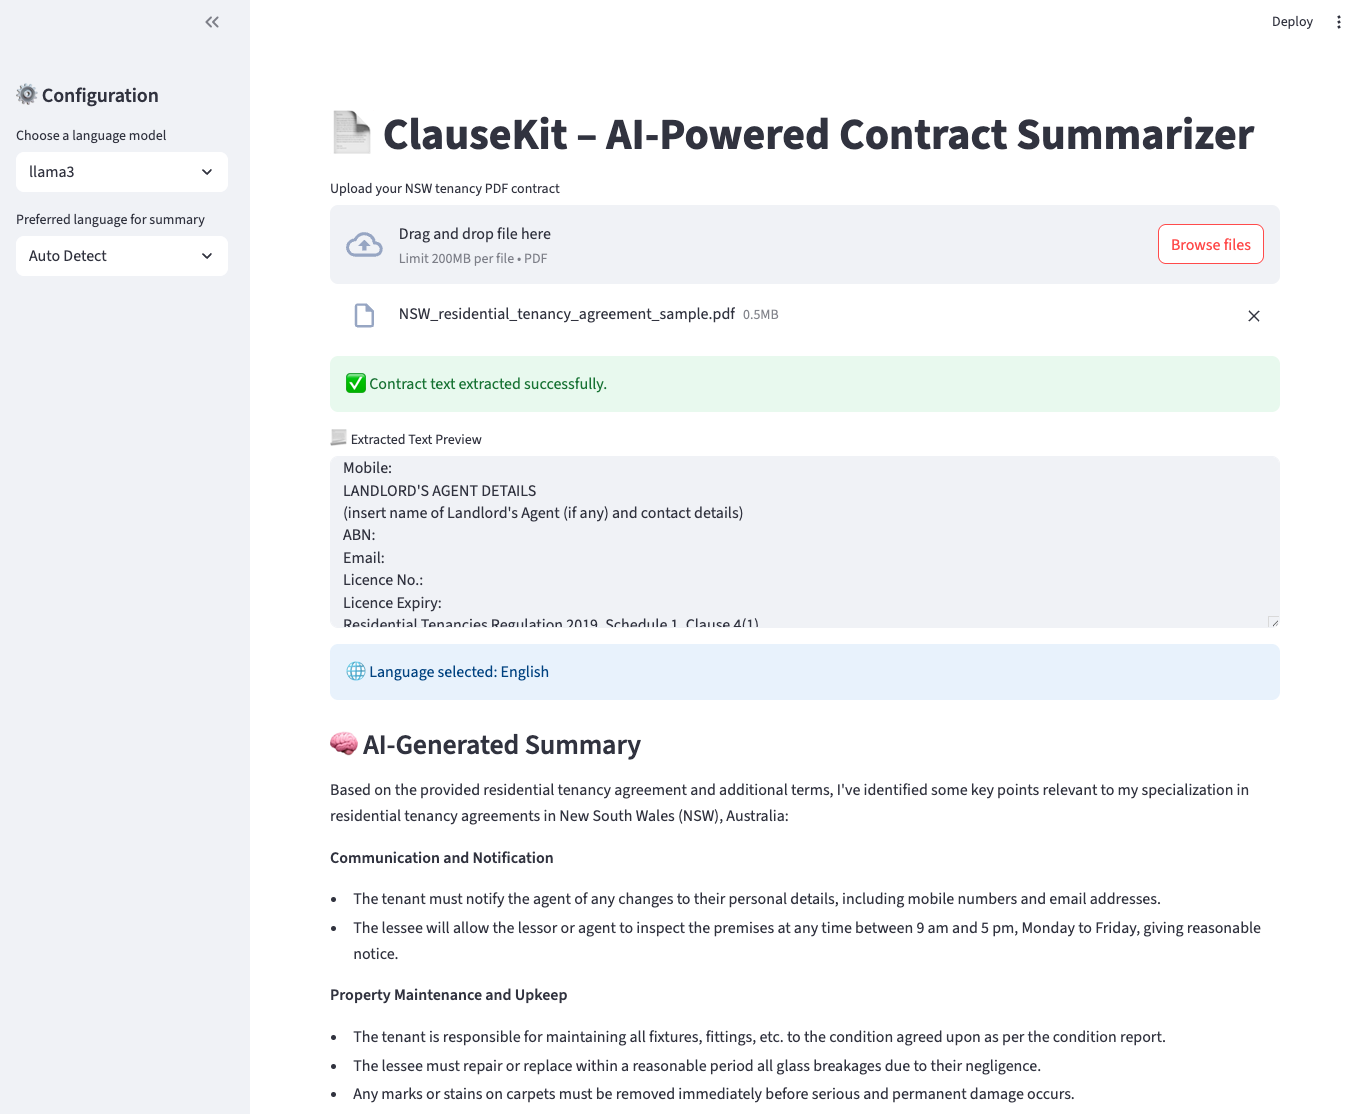 Deploy
Configuration
Choose a language model
llama3
Preferred language for summary
Auto Detect
ClauseKit – AI-Powered Contract Summarizer
Upload your NSW tenancy PDF contract
Drag and drop file here
Limit 200MB per file • PDF
Browse files
NSW_residential_tenancy_agreement_sample.pdf 0.5MB
Contract text extracted successfully.
Extracted Text Preview
Mobile:
LANDLORD'S AGENT DETAILS
(insert name of Landlord's Agent (if any) and contact details)
ABN:
Email:
Licence No.:
Licence Expiry:
Residential Tenancies Regulation 2019, Schedule 1, Clause 4(1)
Language selected: English
AI-Generated Summary
Based on the provided residential tenancy agreement and additional terms, I've identified some key points relevant to my specialization in
residential tenancy agreements in New South Wales (NSW), Australia:
Communication and Notification
• The tenant must notify the agent of any changes to their personal details, including mobile numbers and email addresses.
• The lessee will allow the lessor or agent to inspect the premises at any time between 9 am and 5 pm, Monday to Friday, giving reasonable
notice.
Property Maintenance and Upkeep
• The tenant is responsible for maintaining all fixtures, fittings, etc. to the condition agreed upon as per the condition report.
• The lessee must repair or replace within a reasonable period all glass breakages due to their negligence.
• Any marks or stains on carpets must be removed immediately before serious and permanent damage occurs.